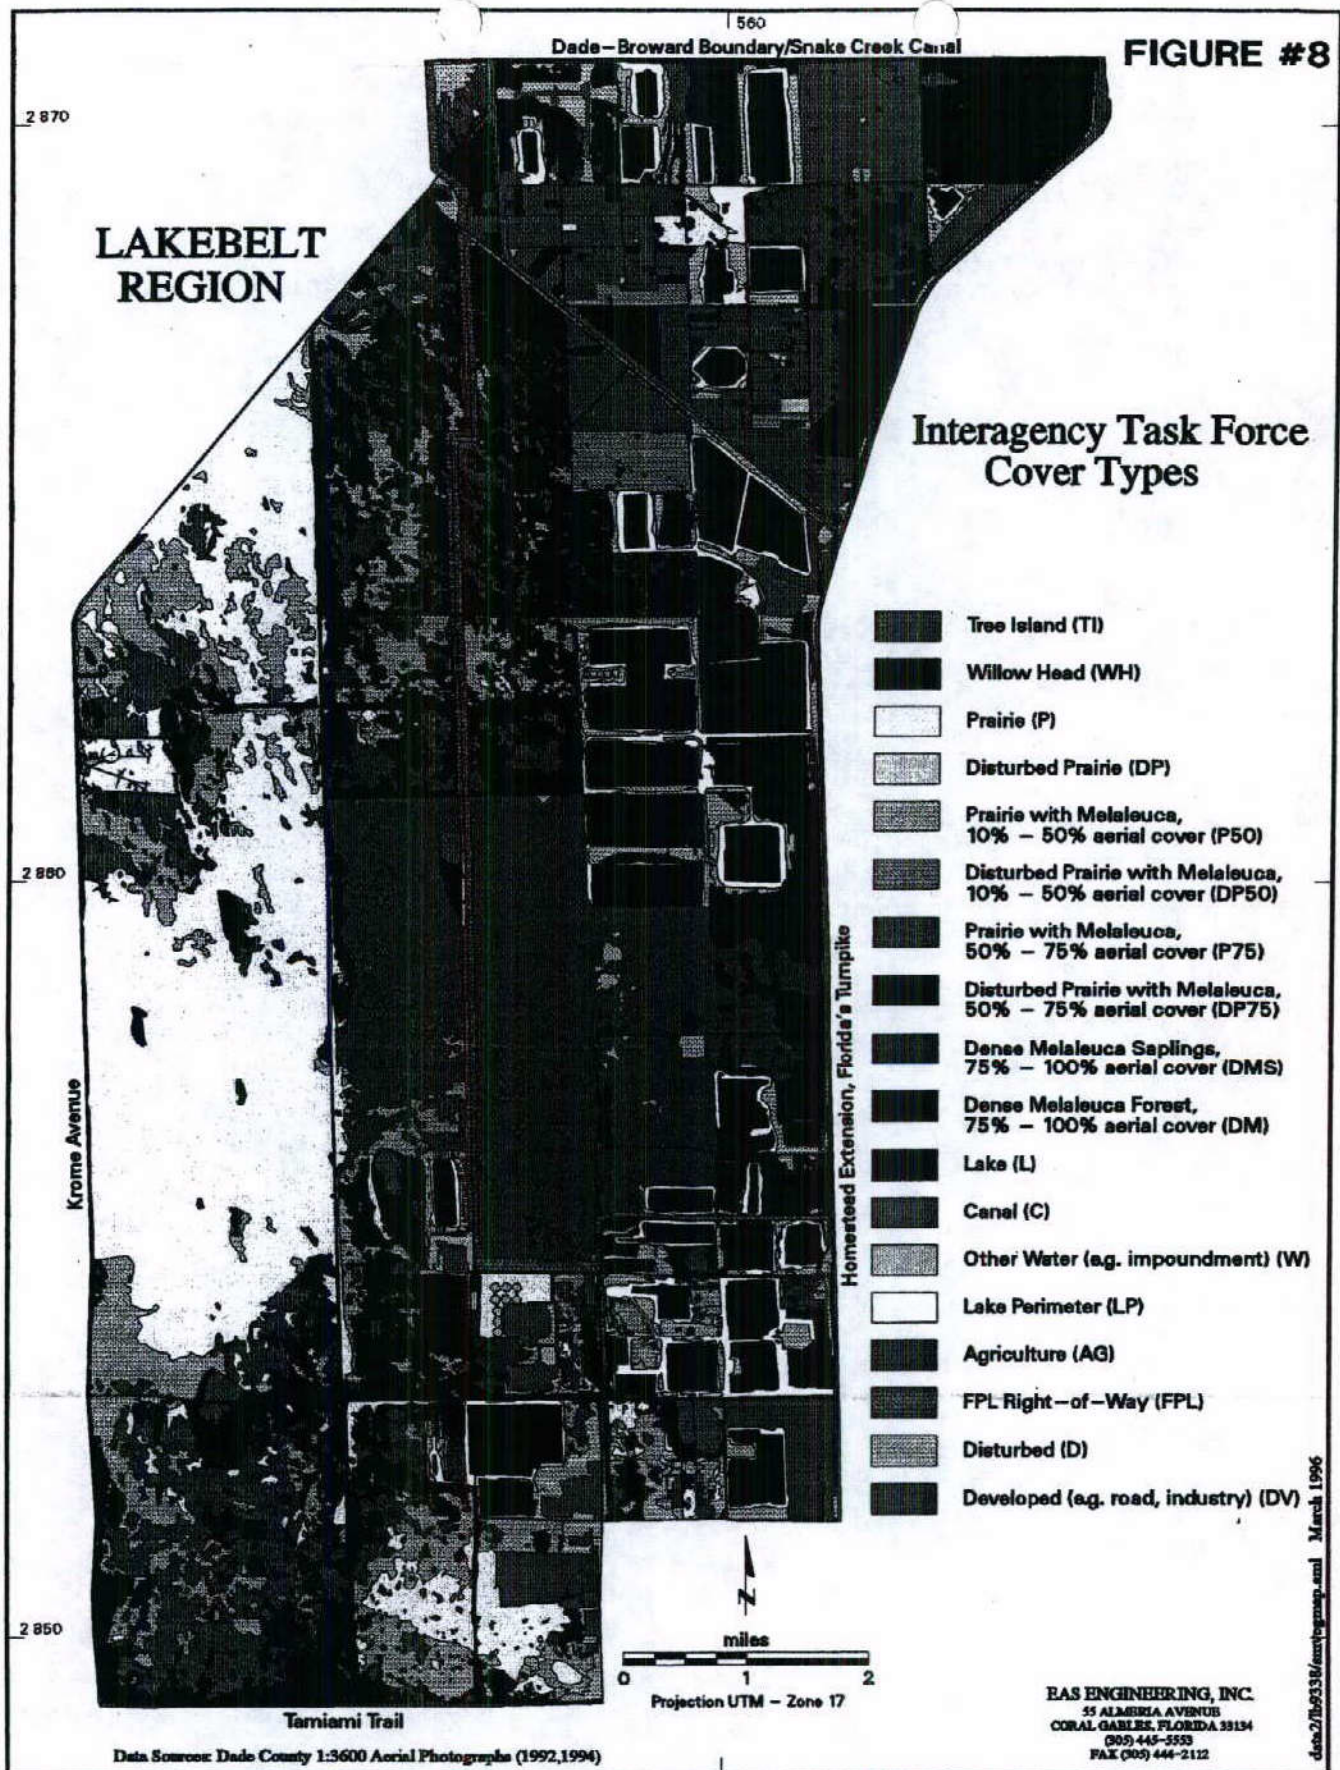 560
Dade-Broward Boundary/Snake Creek Canal
FIGURE #8
2 870
LAKEBELT
REGION
Interagency Task Force
Cover Types
Tree Island (TI)
Willow Head (WH)
Prairie (P)
Disturbed Prairie (DP)
Prairie with Melaleuca,
10% - 50% aerial cover (P50)
Disturbed Prairie with Melaleuca,
10% - 50% aerial cover (DP50)
Prairie with Melaleuca,
50% - 75% aerial cover (P75)
Disturbed Prairie with Melaleuca,
50% - 75% aerial cover (DP75)
Dense Melaleuca Saplings,
75% - 100% aerial cover (DMS)
Dense Melaleuca Forest,
75% - 100% aerial cover (DM)
Lake (L)
Canal (C)
Other Water (e.g. impoundment) (W)
Lake Perimeter (LP)
Agriculture (AG)
FPL Right-of-Way (FPL)
Disturbed (D)
Developed (e.g. road, industry) (DV)
2 860
Krome Avenue
Homestead Extension, Florida's Turnpike
2 850
N
miles
0 1 2
Projection UTM - Zone 17
Tamiami Trail
Data Sources: Dade County 1:3600 Aerial Photographs (1992,1994)
EAS ENGINEERING, INC.
55 ALMERIA AVENUE
CORAL GABLES, FLORIDA 33134
(305) 445-5553
FAX (305) 444-2112
March 1996